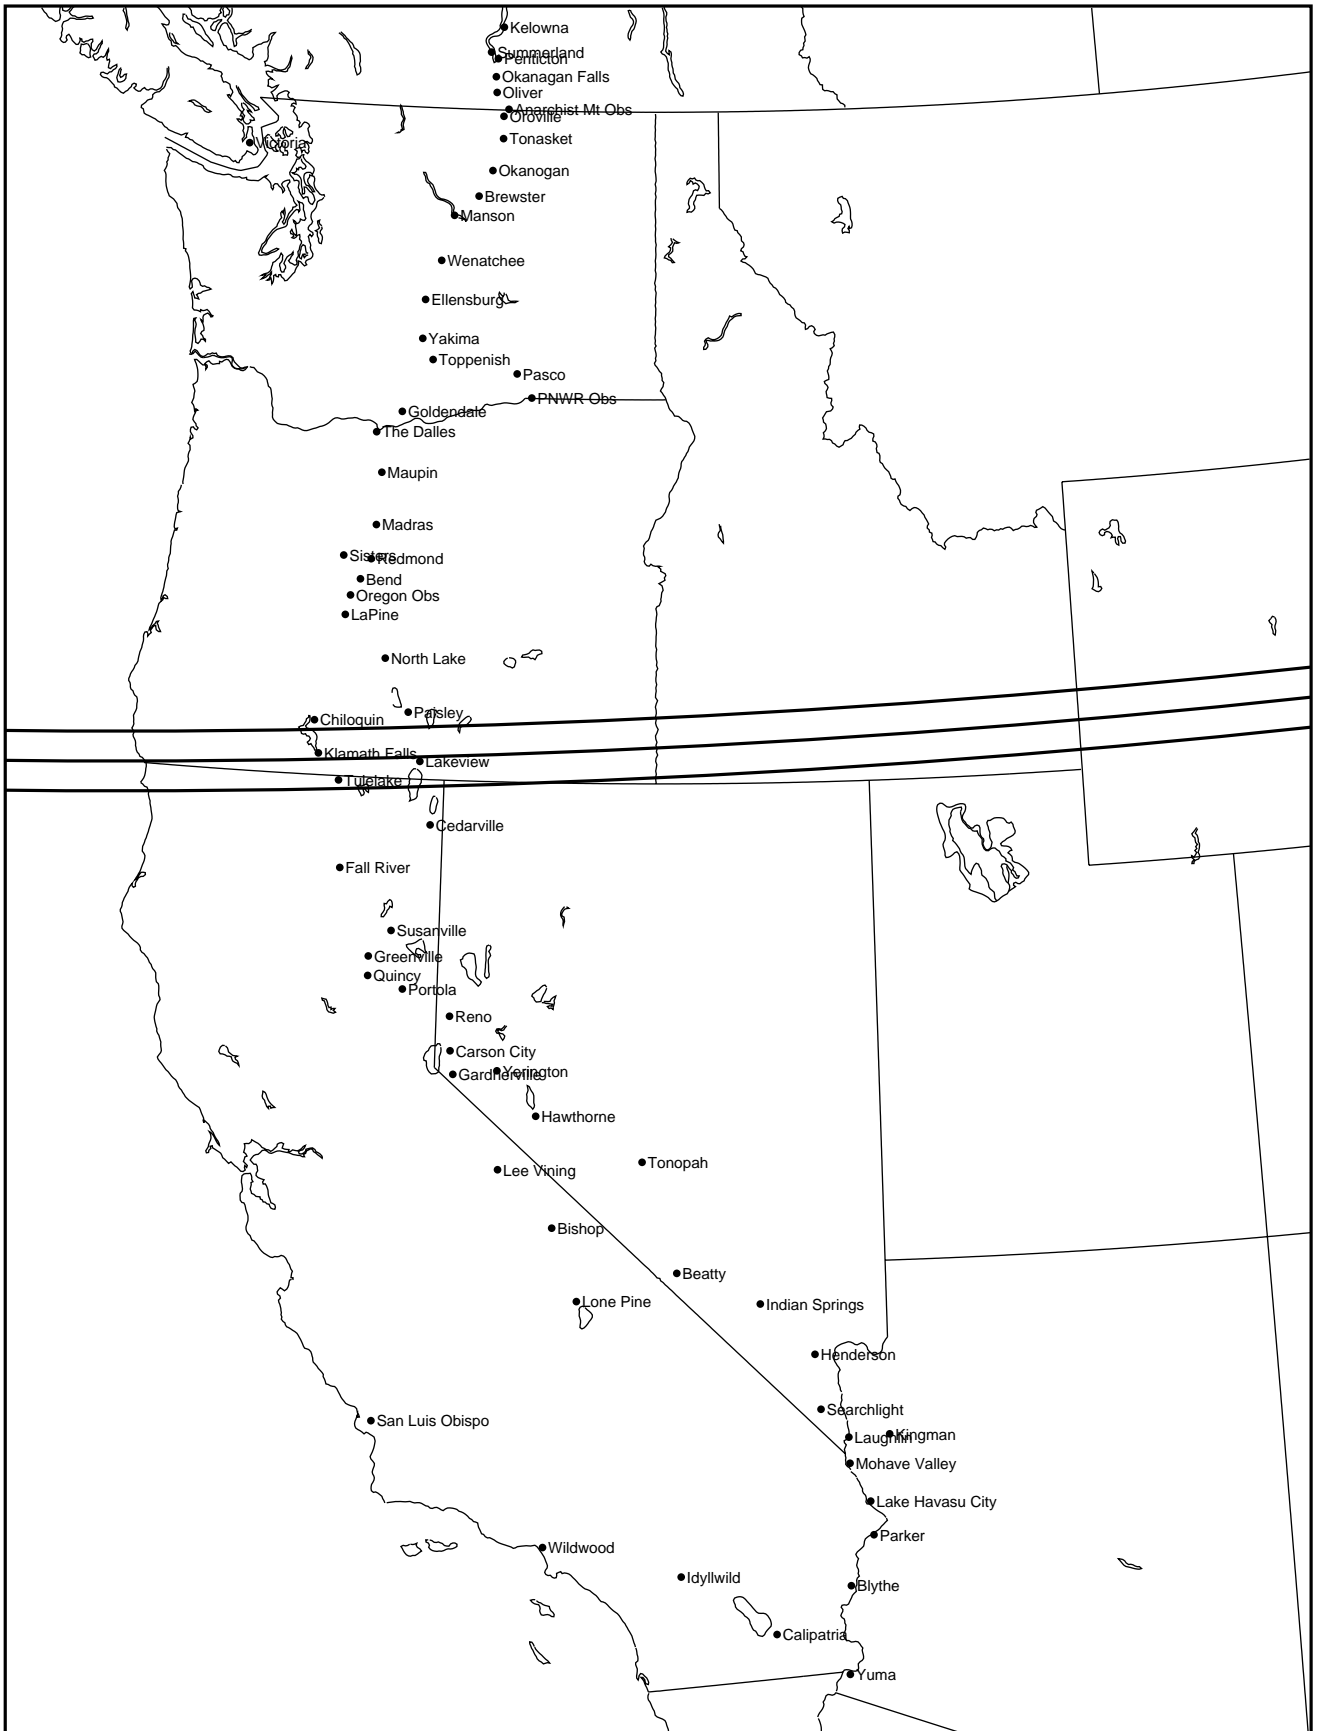 Kelowna
Summerland
Penticton
Okanagan Falls
Oliver
Anarchist Mt Obs
Oroville
Tonasket
Victoria
Okanogan
Brewster
Manson
Wenatchee
Ellensburg
Yakima
Toppenish
Pasco
PNWR Obs
Goldendale
The Dalles
Maupin
Madras
Sisters
Redmond
Bend
Oregon Obs
LaPine
North Lake
Paisley
Chiloquin
Klamath Falls
Lakeview
Tulelake
Cedarville
Fall River
Susanville
Greenville
Quincy
Portola
Reno
Carson City
Yerington
Gardnerville
Hawthorne
Tonopah
Lee Vining
Bishop
Beatty
Lone Pine
Indian Springs
Henderson
Searchlight
San Luis Obispo
Kingman
Laughlin
Mohave Valley
Lake Havasu City
Parker
Wildwood
Idyllwild
Blythe
Calipatria
Yuma